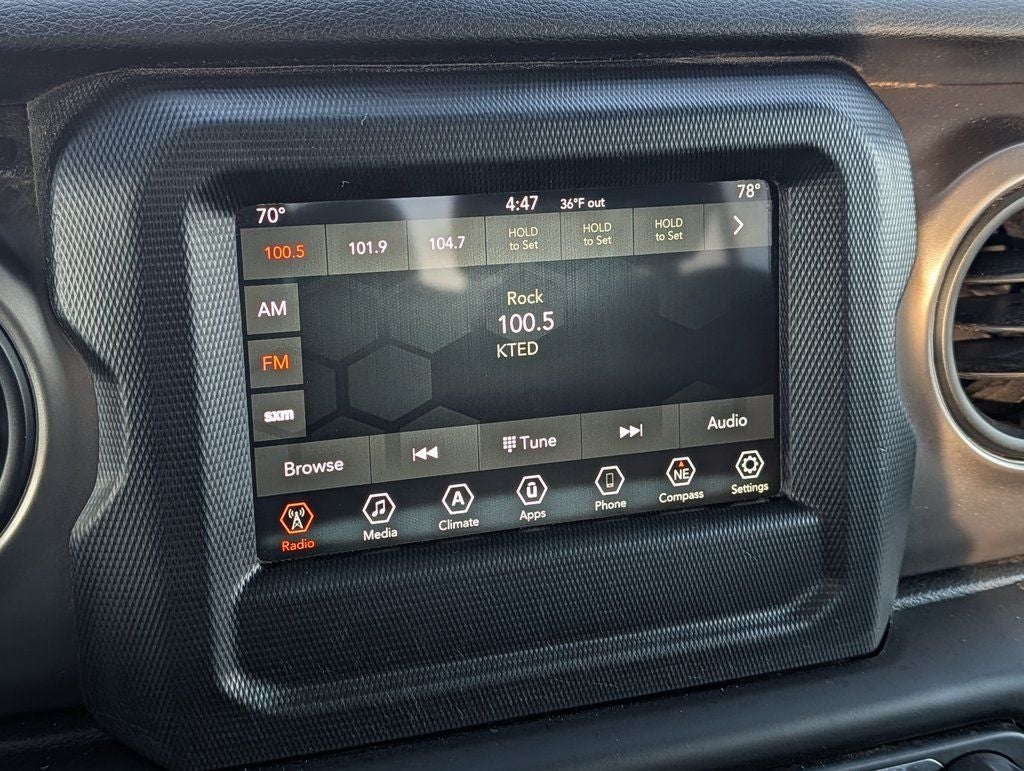 70° 4:47 36°F out 78°
100.5 101.9 104.7 HOLD to Set HOLD to Set HOLD to Set
AM
FM
sxm
Rock
100.5
KTED
Browse Tune Audio
A Ū NE
Radio Media Climate Apps Phone Compass Settings